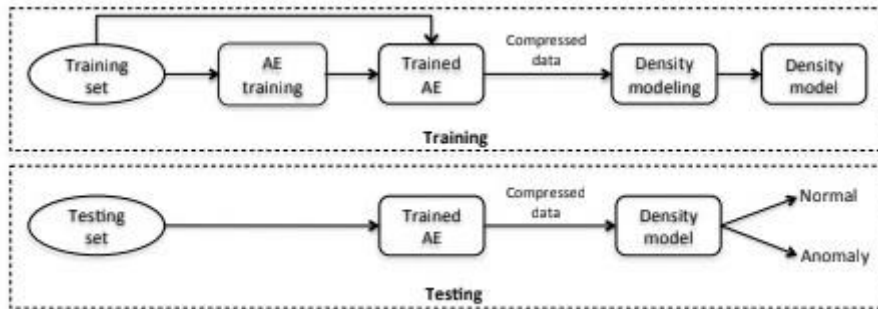 Training
set
AE
training
Trained
AE
Compressed
data
Density
modeling
Density
model
Training
Testing
set
Trained
AE
Compressed
data
Density
model
Normal
Anomaly
Testing